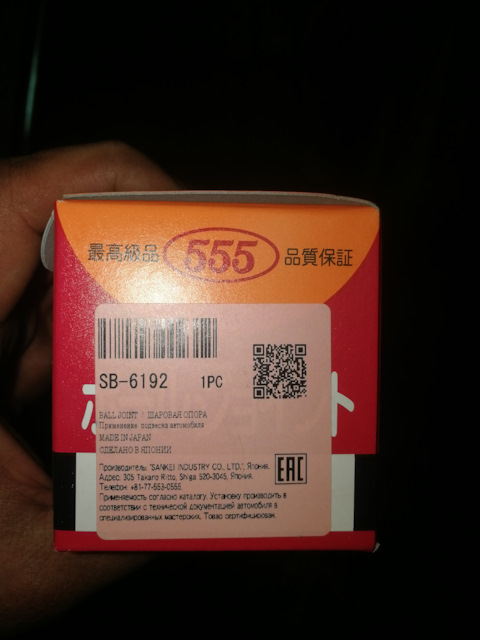 最高級品 555 品質保証
SB-6192 1PC
BALL JOINT / ШАРОВАЯ ОПОРА
Применение: подвеска автомобиля
MADE IN JAPAN
СДЕЛАНО В ЯПОНИИ
Производитель: "SANKEI INDUSTRY CO., LTD.", Япония.
Адрес: 305 Takano Ritto, Shiga 520-3045, Япония.
Телефон: +81-77-553-0555.
EAC
Применяемость согласно каталогу. Установку производить в
соответствии с технической документацией автомобиля в
специализированных мастерских. Товар сертифицирован.